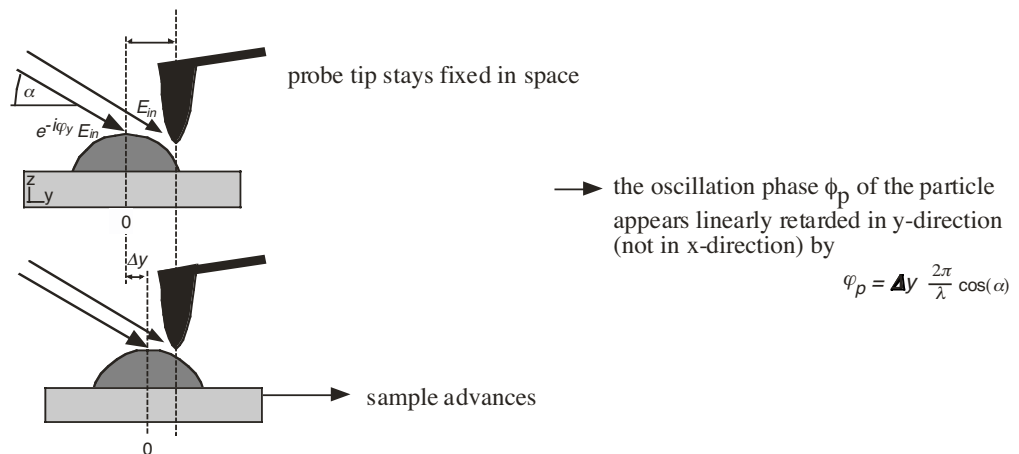 probe tip stays fixed in space
α
E_in
e^{-iφ_y} E_in
z
y
0
Δy
0
sample advances
the oscillation phase ϕ_p of the particle
appears linearly retarded in y-direction
(not in x-direction) by
φ_p = Δy 2π/λ cos(α)